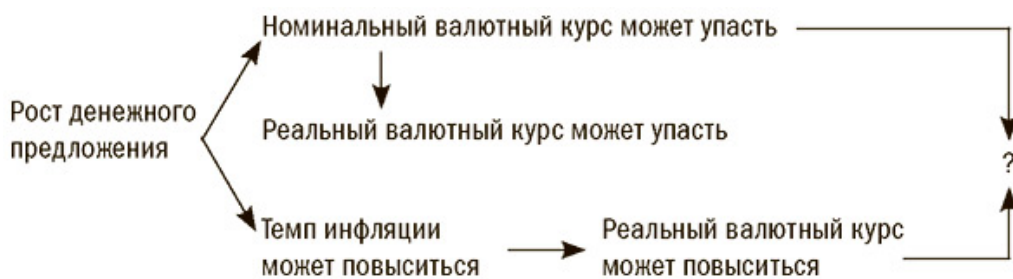 Номинальный валютный курс может упасть
Рост денежного
предложения
Реальный валютный курс может упасть
?
Темп инфляции
может повыситься
Реальный валютный курс
может повыситься